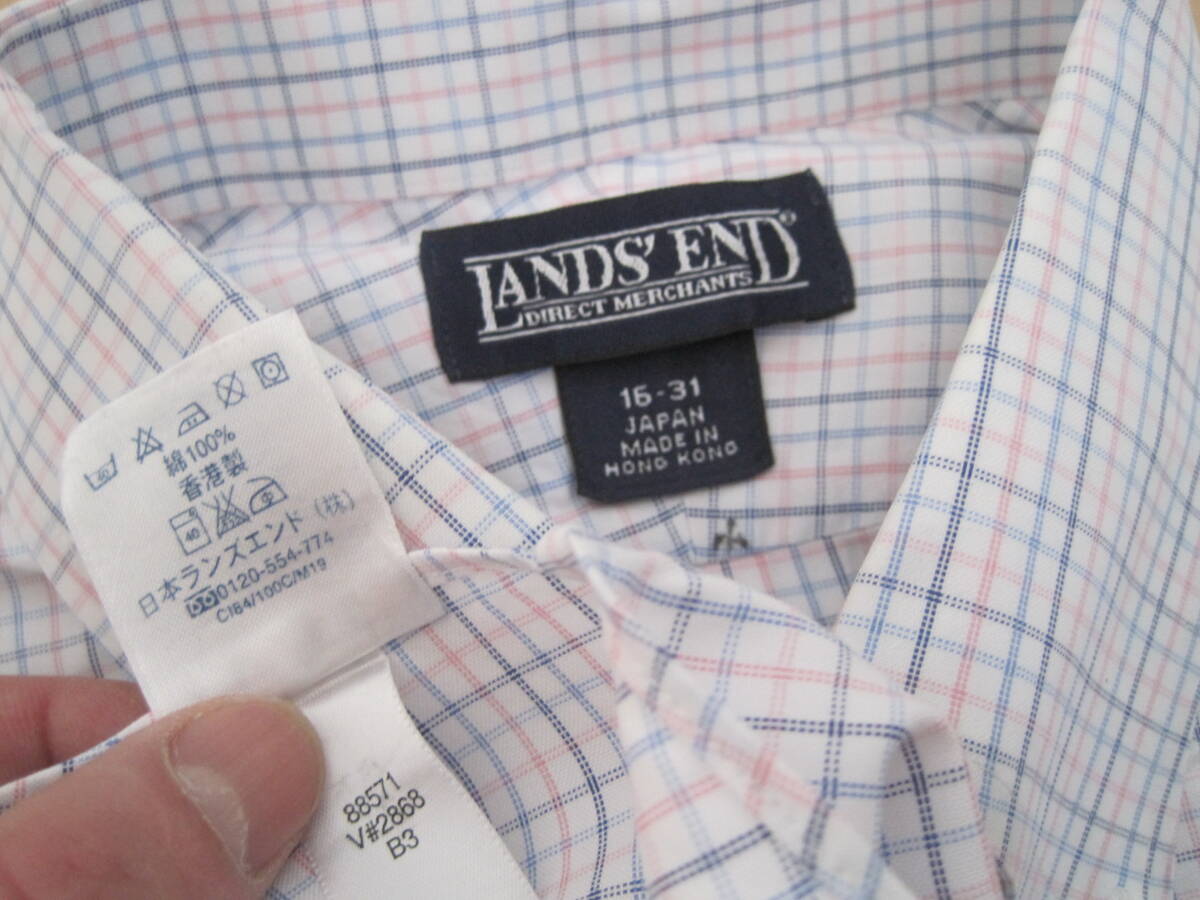 LANDS' END®
DIRECT MERCHANTS
16-31
JAPAN
MADE IN
HONG KONG
綿100%
香港製
40
日本ランズエンド(株)
0120-554-774
C164/100C/M19
88571
V#2868
B3